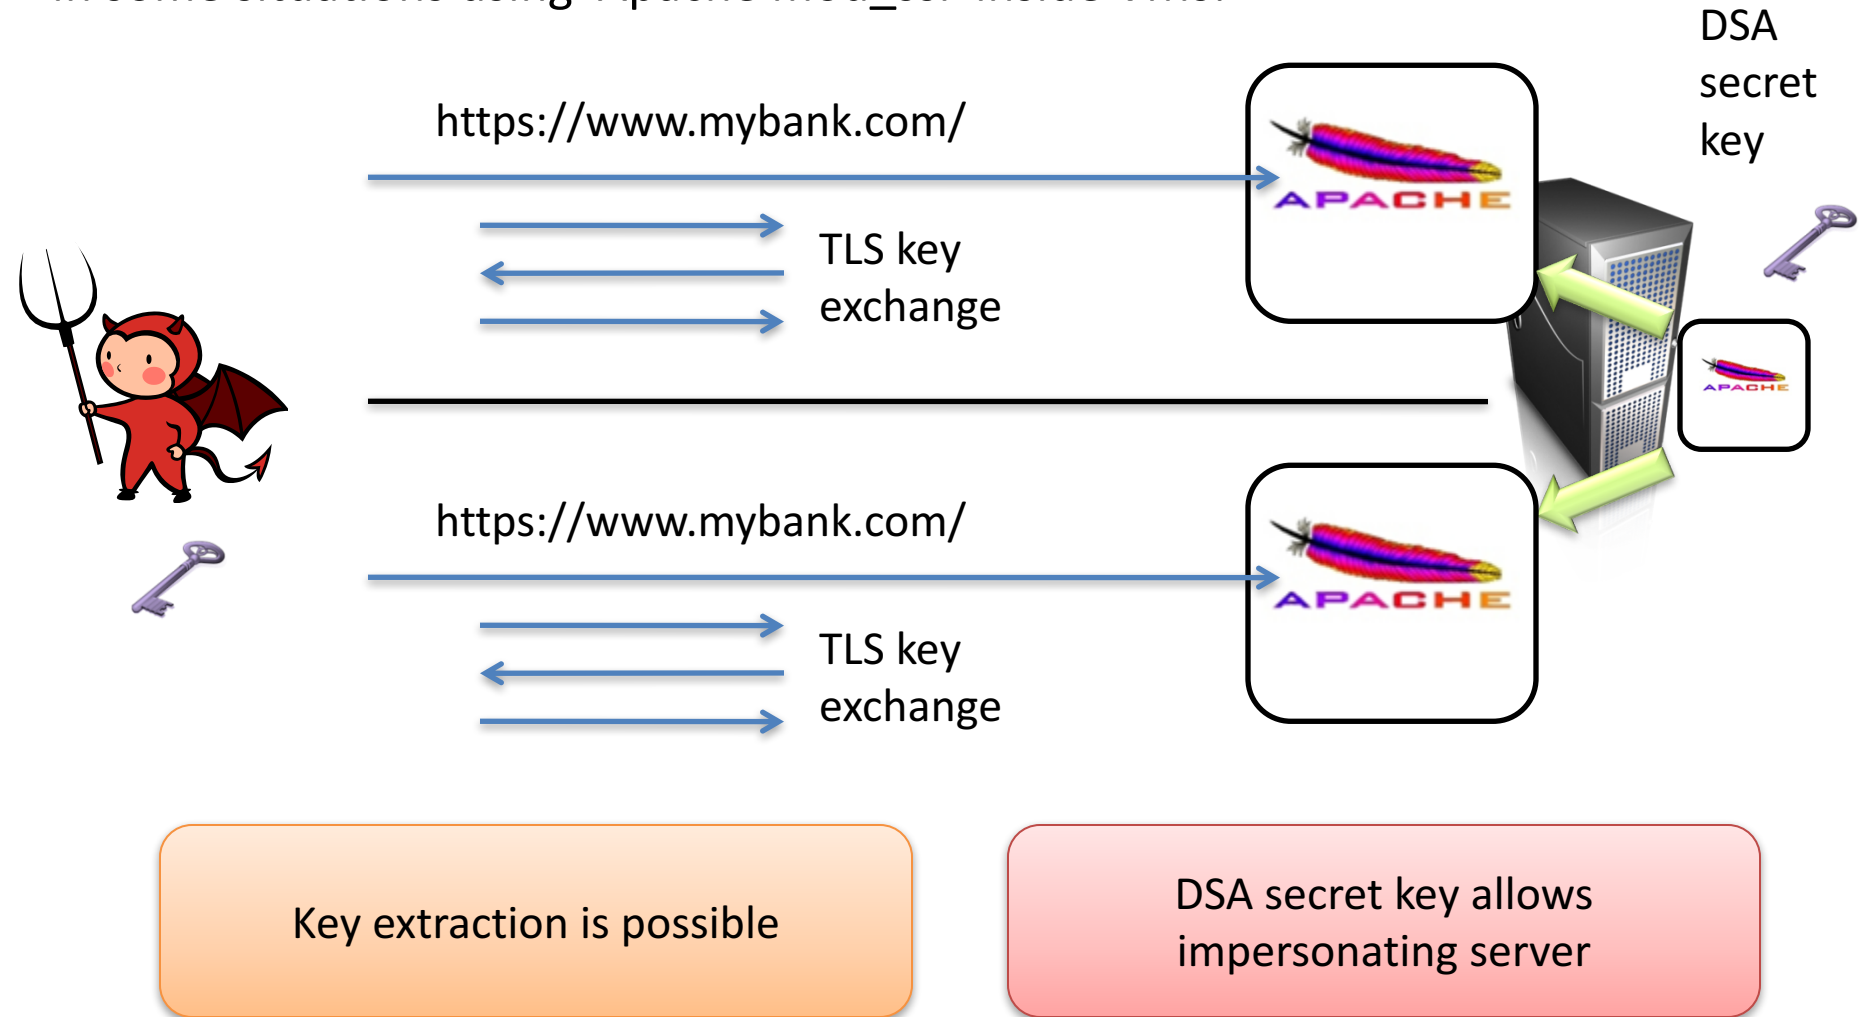 DSA
secret
key
https://www.mybank.com/
APACHE
TLS key
exchange
APACHE
https://www.mybank.com/
APACHE
TLS key
exchange
Key extraction is possible
DSA secret key allows
impersonating server